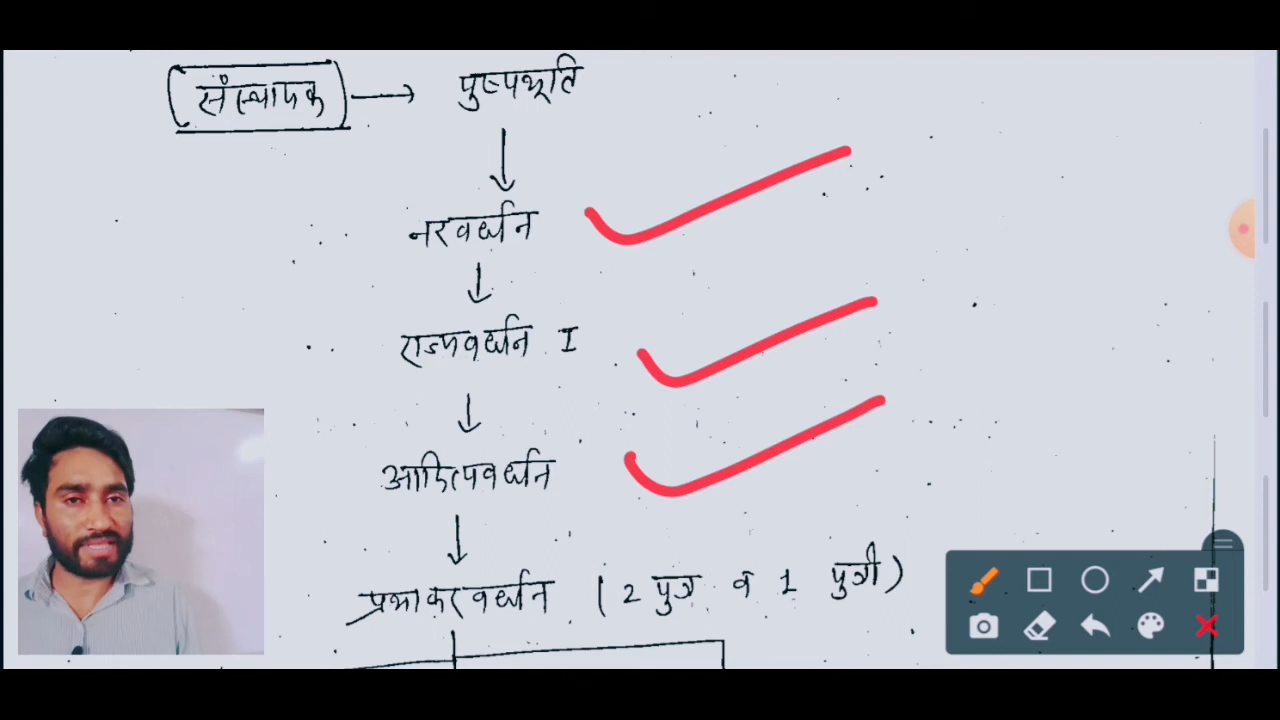 संस्थापक → पुष्पभूति
↓
नरवर्धन
↓
राज्यवर्धन I
↓
आदित्यवर्धन
↓
प्रभाकरवर्धन (2 पुत्र व 1 पुत्री)